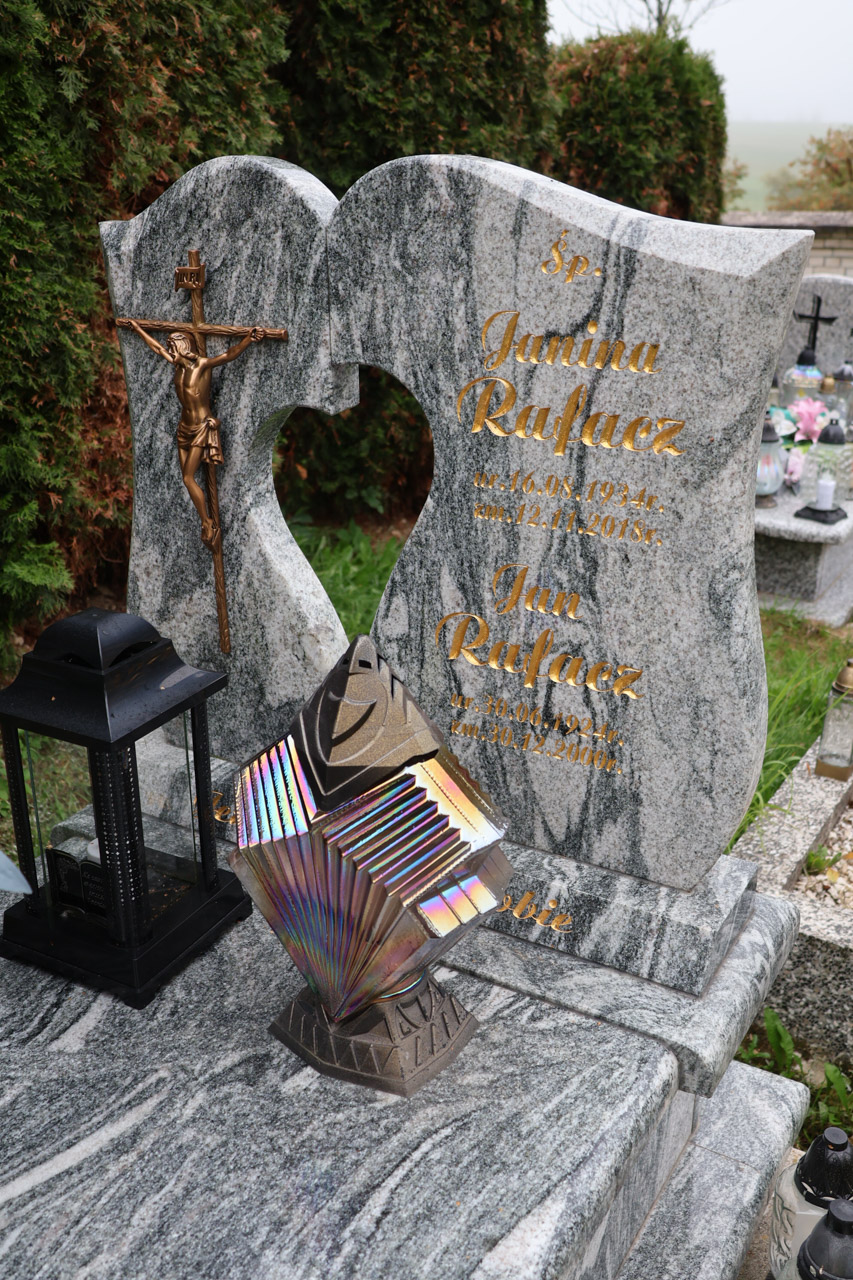 INRI
Śp.
Janina
Rafacz
ur.16.08.1934r.
zm.12.11.2018r.
Jan
Rafacz
ur.30.06.1924r.
zm.30.12.2000r.